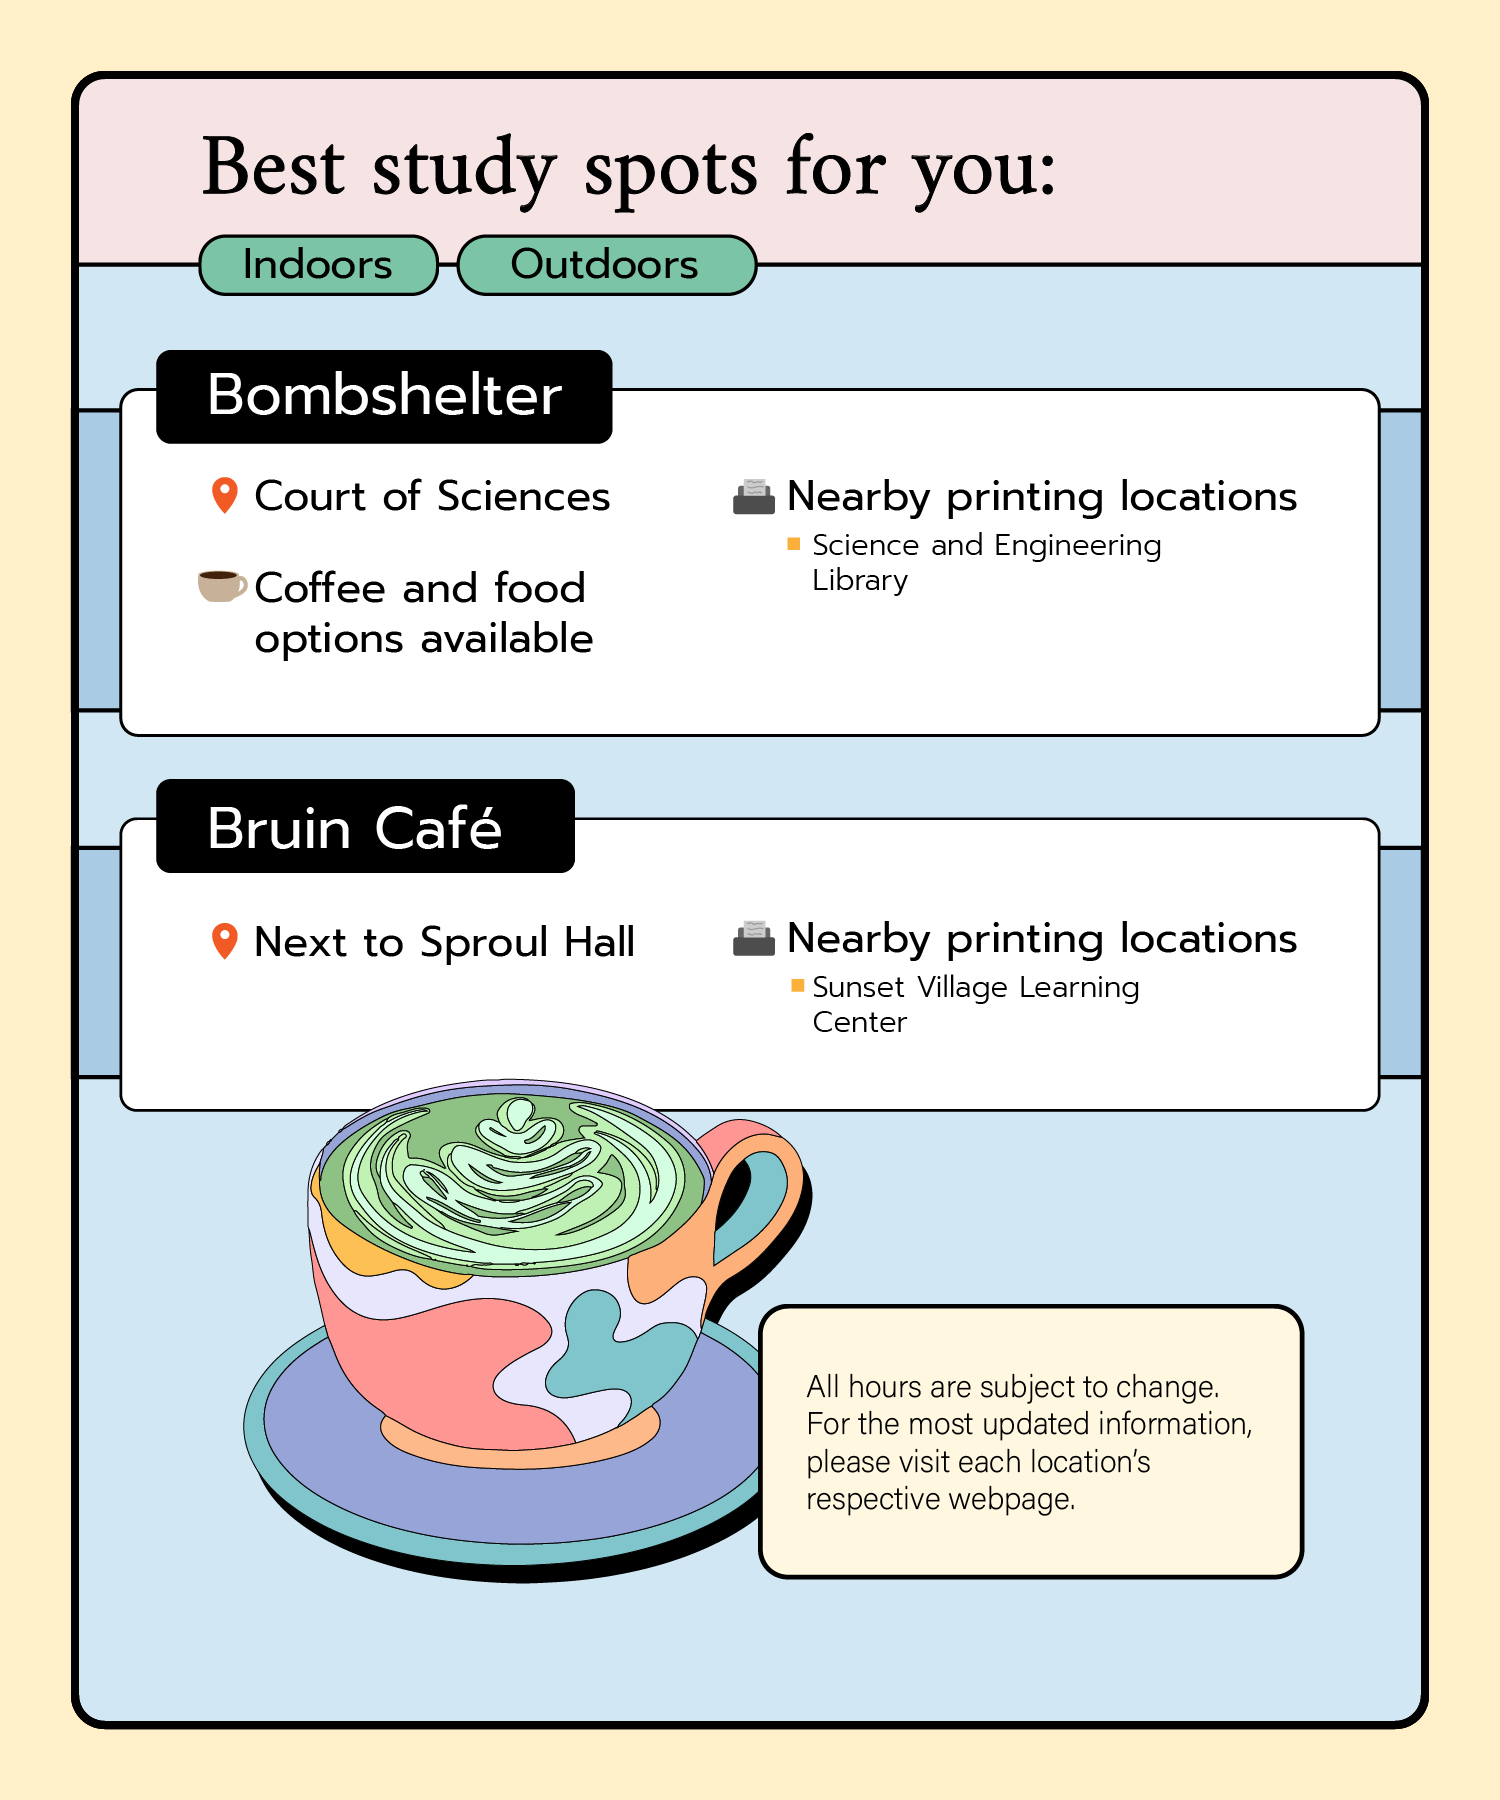 Best study spots for you:
Indoors
Outdoors
Bombshelter
Court of Sciences
Coffee and food
options available
Nearby printing locations
Science and Engineering
Library
Bruin Café
Next to Sproul Hall
Nearby printing locations
Sunset Village Learning
Center
All hours are subject to change.
For the most updated information,
please visit each location's
respective webpage.